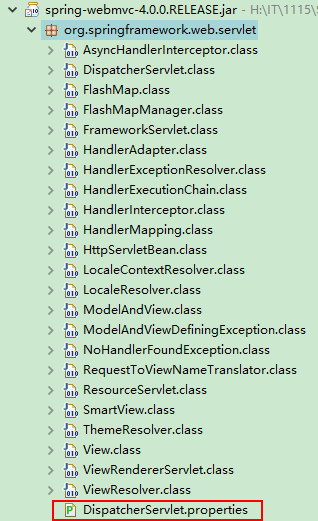 spring-webmvc-4.0.0.RELEASE.jar - H:\IT\1115\S
org.springframework.web.servlet
AsyncHandlerInterceptor.class
DispatcherServlet.class
FlashMap.class
FlashMapManager.class
FrameworkServlet.class
HandlerAdapter.class
HandlerExceptionResolver.class
HandlerExecutionChain.class
HandlerInterceptor.class
HandlerMapping.class
HttpServletBean.class
LocaleContextResolver.class
LocaleResolver.class
ModelAndView.class
ModelAndViewDefiningException.class
NoHandlerFoundException.class
RequestToViewNameTranslator.class
ResourceServlet.class
SmartView.class
ThemeResolver.class
View.class
ViewRendererServlet.class
ViewResolver.class
DispatcherServlet.properties